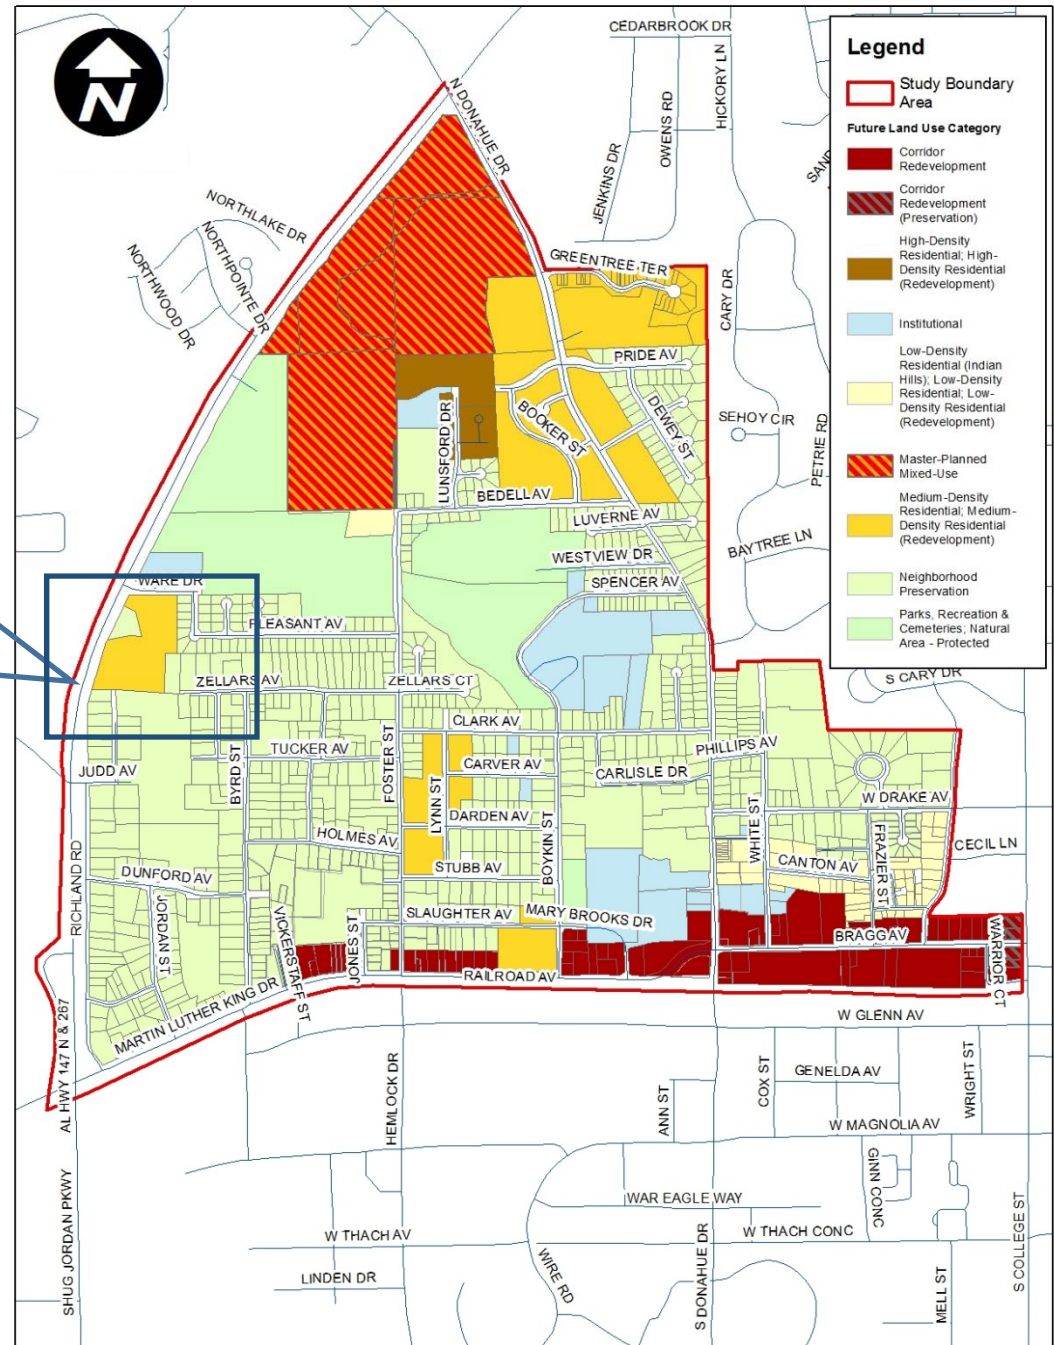 N
CEDARBROOK DR
HICKORY LN
OWENS RD
JENKINS DR
N DONAHUE DR
NORTHLAKE DR
NORTHPOINTE DR
NORTHWOOD DR
GREENTREE TER
CARY DR
PRIDE AV
DEWEY ST
BOOKER ST
SEHOY CIR
PETRIE RD
LUNSFORD DR
BEDELL AV
LUVERNE AV
WESTVIEW DR
SPENCER AV
BAYTREE LN
WARE DR
PLEASANT AV
ZELLARS AV
ZELLARS CT
S CARY DR
CLARK AV
PHILLIPS AV
TUCKER AV
JUDD AV
BYRD ST
FOSTER ST
LYNN ST
CARVER AV
CARLISLE DR
W DRAKE AV
DARDEN AV
HOLMES AV
BOYKIN ST
WHITE ST
FRAZIER ST
CECIL LN
CANTON AV
STUBB AV
DUNFORD AV
RICHLAND RD
JORDAN ST
VICKERSTAFF ST
JONES ST
SLAUGHTER AV
MARY BROOKS DR
BRAGG AV
WARRIOR CT
RAILROAD AV
MARTIN LUTHER KING DR
W GLENN AV
AL HWY 147 N & 267
HEMLOCK DR
ANN ST
COX ST
GENELDA AV
WRIGHT ST
W MAGNOLIA AV
GINN CONC
WAR EAGLE WAY
W THACH AV
W THACH CONC
LINDEN DR
WIRE RD
SHUG JORDAN PKWY
S DONAHUE DR
MELL ST
S COLLEGE ST
Legend
Study Boundary
Area
Future Land Use Category
Corridor
Redevelopment
Corridor
Redevelopment
(Preservation)
High-Density
Residential; High-
Density Residential
(Redevelopment)
Institutional
Low-Density
Residential (Indian
Hills); Low-Density
Residential; Low-
Density Residential
(Redevelopment)
Master-Planned
Mixed-Use
Medium-Density
Residential; Medium-
Density Residential
(Redevelopment)
Neighborhood
Preservation
Parks, Recreation &
Cemeteries; Natural
Area - Protected